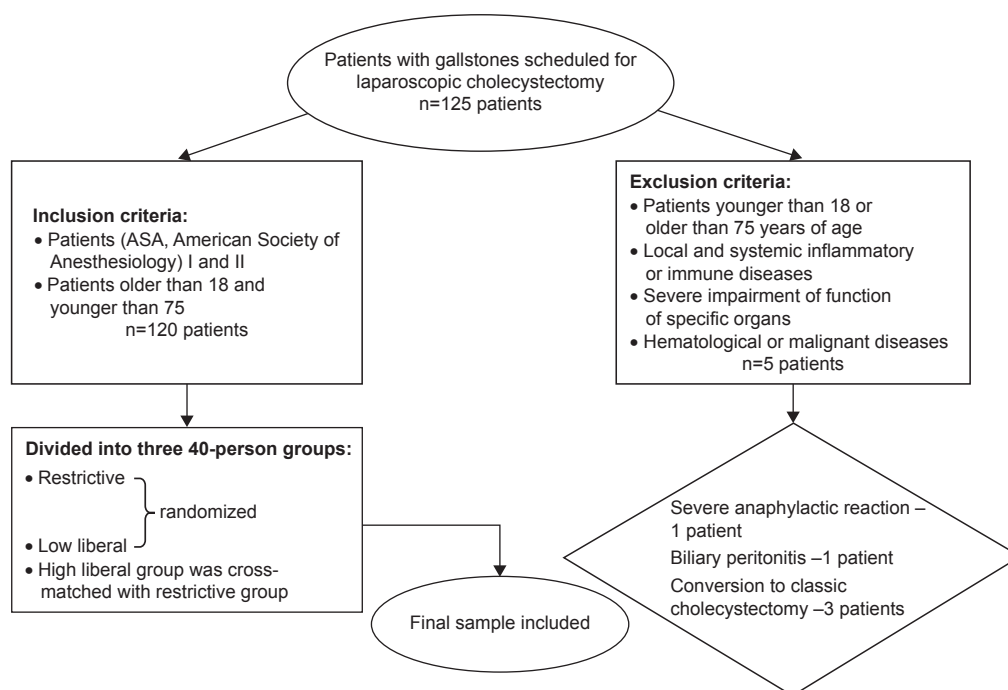 Patients with gallstones scheduled for
laparoscopic cholecystectomy
n=125 patients
Inclusion criteria:
• Patients (ASA, American Society of
Anesthesiology) I and II
• Patients older than 18 and
younger than 75
n=120 patients
Exclusion criteria:
• Patients younger than 18 or
older than 75 years of age
• Local and systemic inflammatory
or immune diseases
• Severe impairment of function
of specific organs
• Hematological or malignant diseases
n=5 patients
Divided into three 40-person groups:
• Restrictive
randomized
• Low liberal
• High liberal group was cross-
matched with restrictive group
Final sample included
Severe anaphylactic reaction –
1 patient
Biliary peritonitis –1 patient
Conversion to classic
cholecystectomy –3 patients